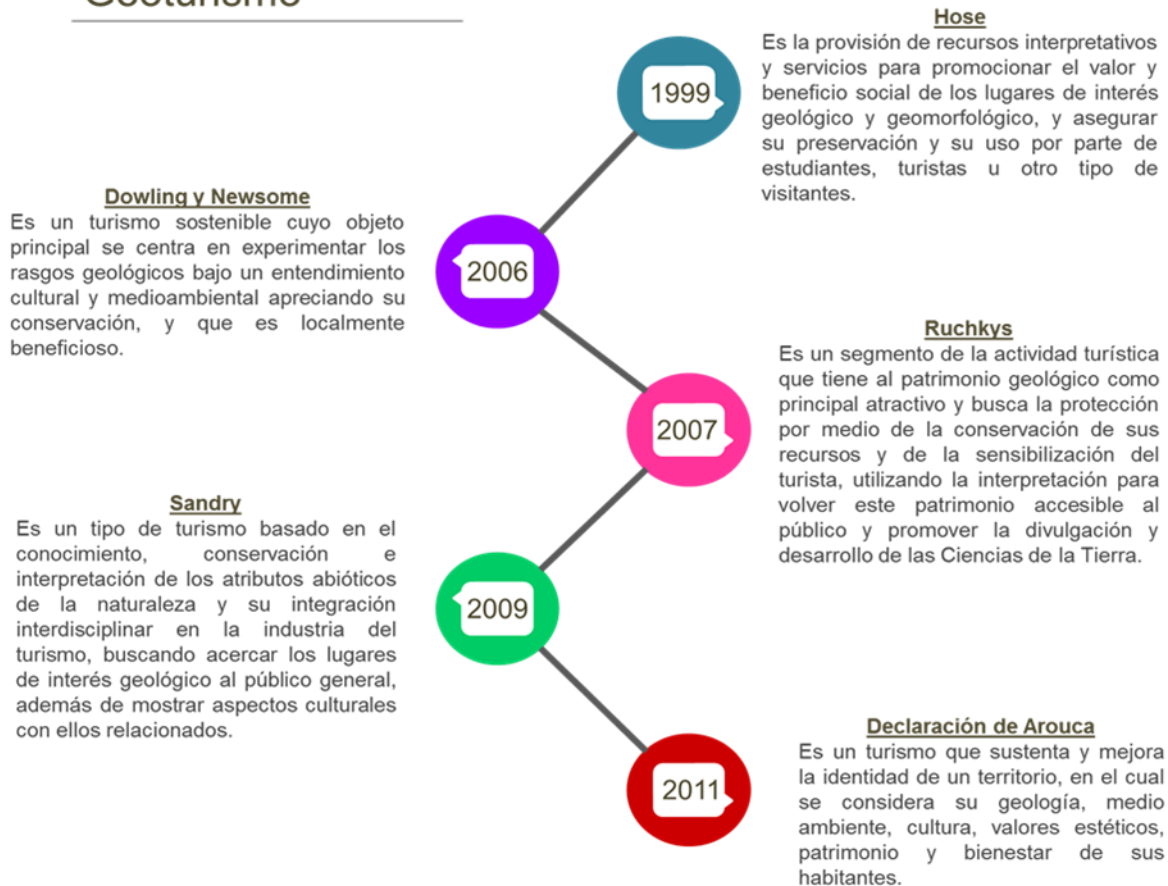 Geoturismo
Hose
Es la provisión de recursos interpretativos
y servicios para promocionar el valor y
beneficio social de los lugares de interés
geológico y geomorfológico, y asegurar
su preservación y su uso por parte de
estudiantes, turistas u otro tipo de
visitantes.
1999
Dowling y Newsome
Es un turismo sostenible cuyo objeto
principal se centra en experimentar los
rasgos geológicos bajo un entendimiento
cultural y medioambiental apreciando su
conservación, y que es localmente
beneficioso.
2006
Ruchkys
Es un segmento de la actividad turística
que tiene al patrimonio geológico como
principal atractivo y busca la protección
por medio de la conservación de sus
recursos y de la sensibilización del
turista, utilizando la interpretación para
volver este patrimonio accesible al
público y promover la divulgación y
desarrollo de las Ciencias de la Tierra.
2007
Sandry
Es un tipo de turismo basado en el
conocimiento, conservación e
interpretación de los atributos abióticos
de la naturaleza y su integración
interdisciplinar en la industria del
turismo, buscando acercar los lugares
de interés geológico al público general,
además de mostrar aspectos culturales
con ellos relacionados.
2009
Declaración de Arouca
Es un turismo que sustenta y mejora
la identidad de un territorio, en el cual
se considera su geología, medio
ambiente, cultura, valores estéticos,
patrimonio y bienestar de sus
habitantes.
2011